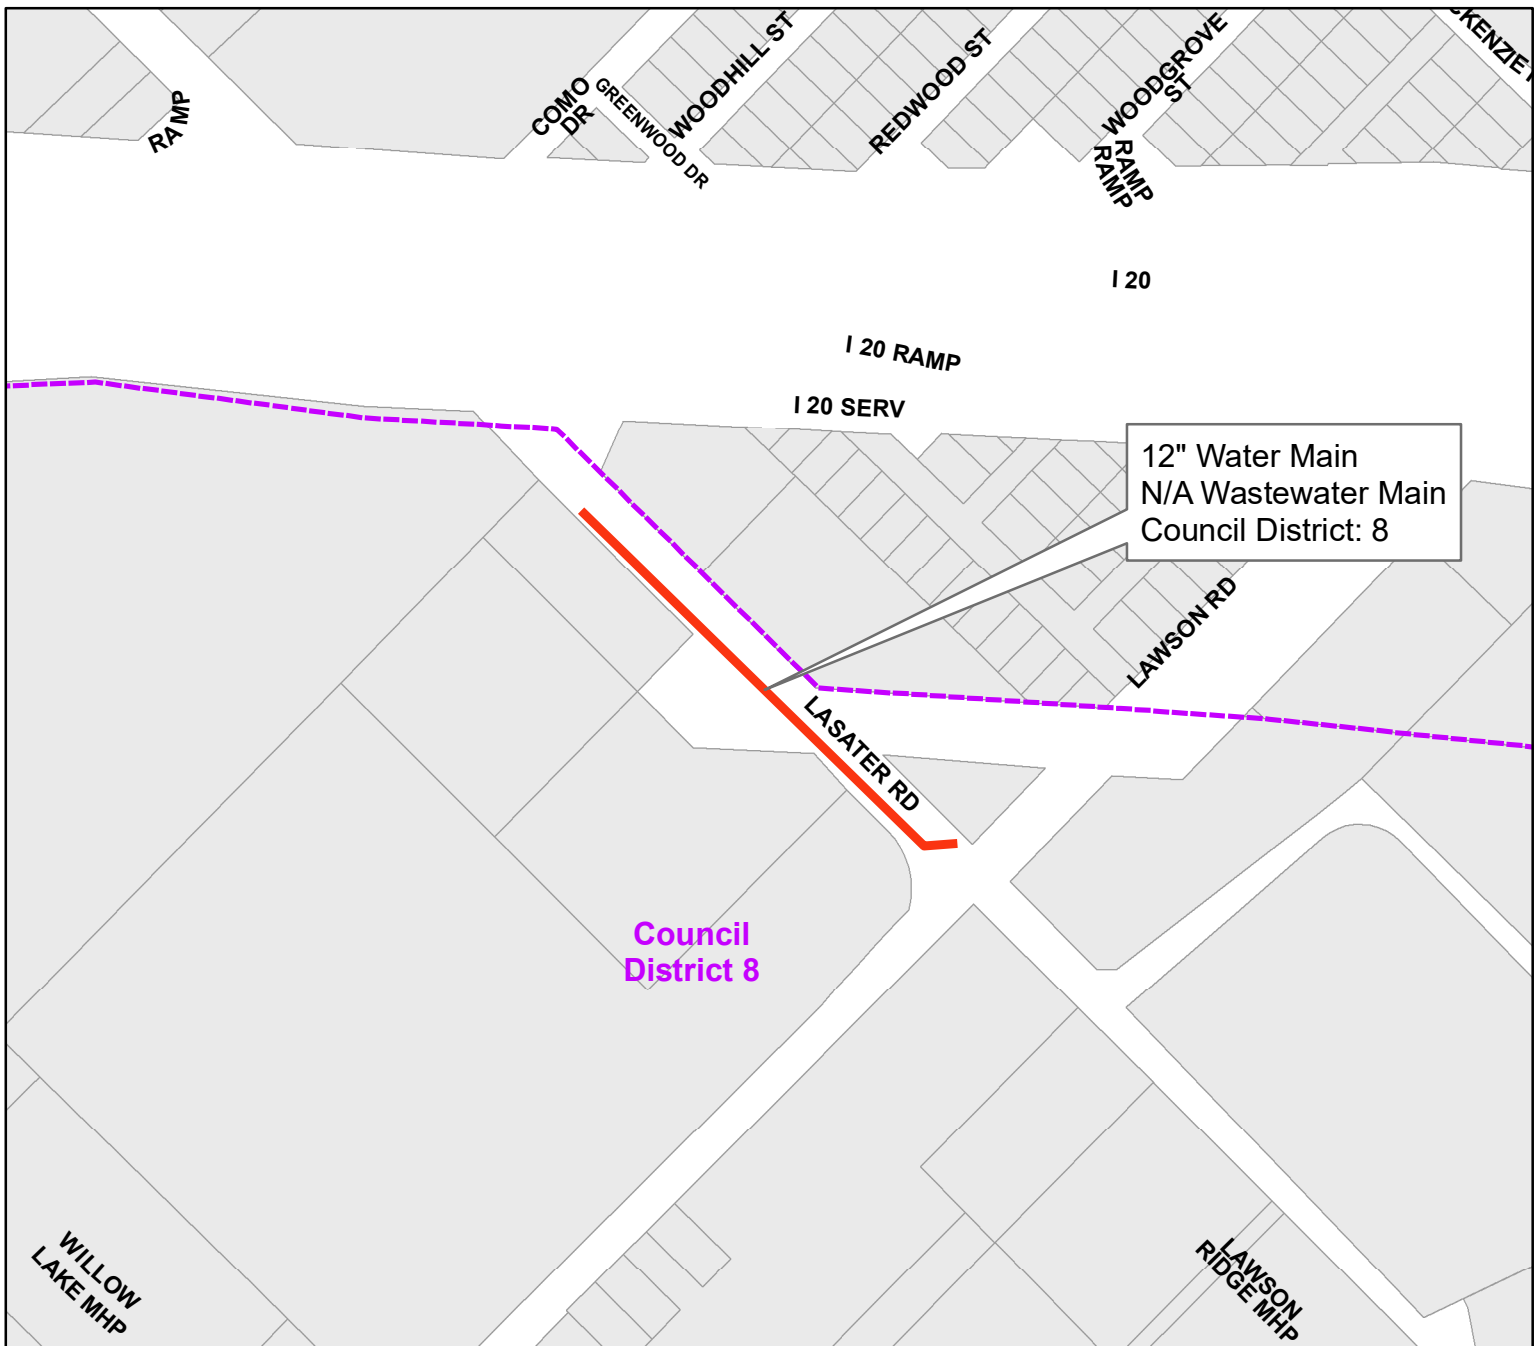 WOODHILL ST
REDWOOD ST
WOODGROVE
ST
RAMP
COMO
DR
GREENWOOD DR
RAMP
RAMP
I 20
I 20 RAMP
I 20 SERV
12" Water Main
N/A Wastewater Main
Council District: 8
LAWSON RD
LASATER RD
Council
District 8
WILLOW
LAKE MHP
LAWSON
RIDGE MHP